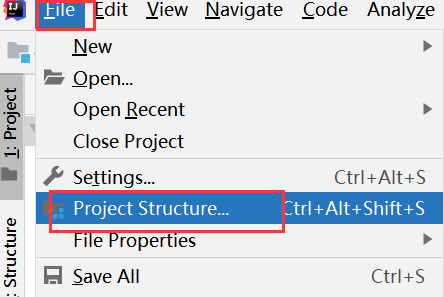 File Edit View Navigate Code Analyze
New
Open...
Open Recent
Close Project
Settings... Ctrl+Alt+S
Project Structure... Ctrl+Alt+Shift+S
File Properties
Save All Ctrl+S
1: Project
: Structure